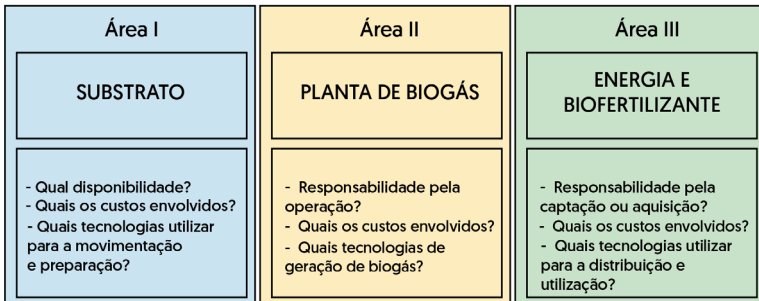 Área I
SUBSTRATO
- Qual disponibilidade?
- Quais os custos envolvidos?
- Quais tecnologias utilizar
para a movimentação
e preparação?
Área II
PLANTA DE BIOGÁS
- Responsabilidade pela
operação?
- Quais os custos envolvidos?
- Quais tecnologias de
geração de biogás?
Área III
ENERGIA E
BIOFERTILIZANTE
- Responsabilidade pela
captação ou aquisição?
- Quais os custos envolvidos?
- Quais tecnologias utilizar
para a distribuição e
utilização?